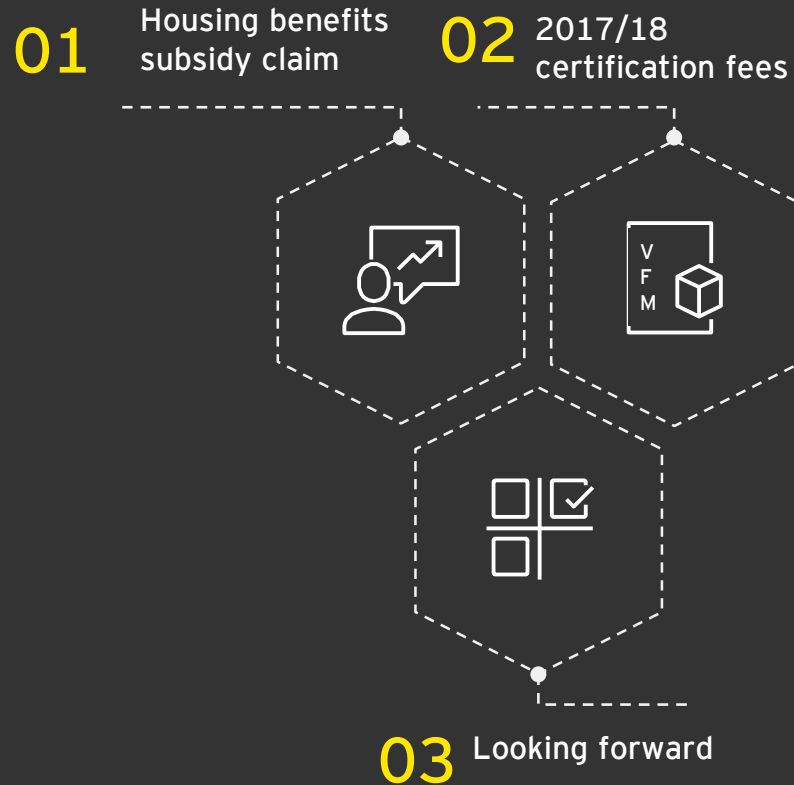 01
Housing benefits
subsidy claim
02
2017/18
certification fees
V
F
M
03
Looking forward